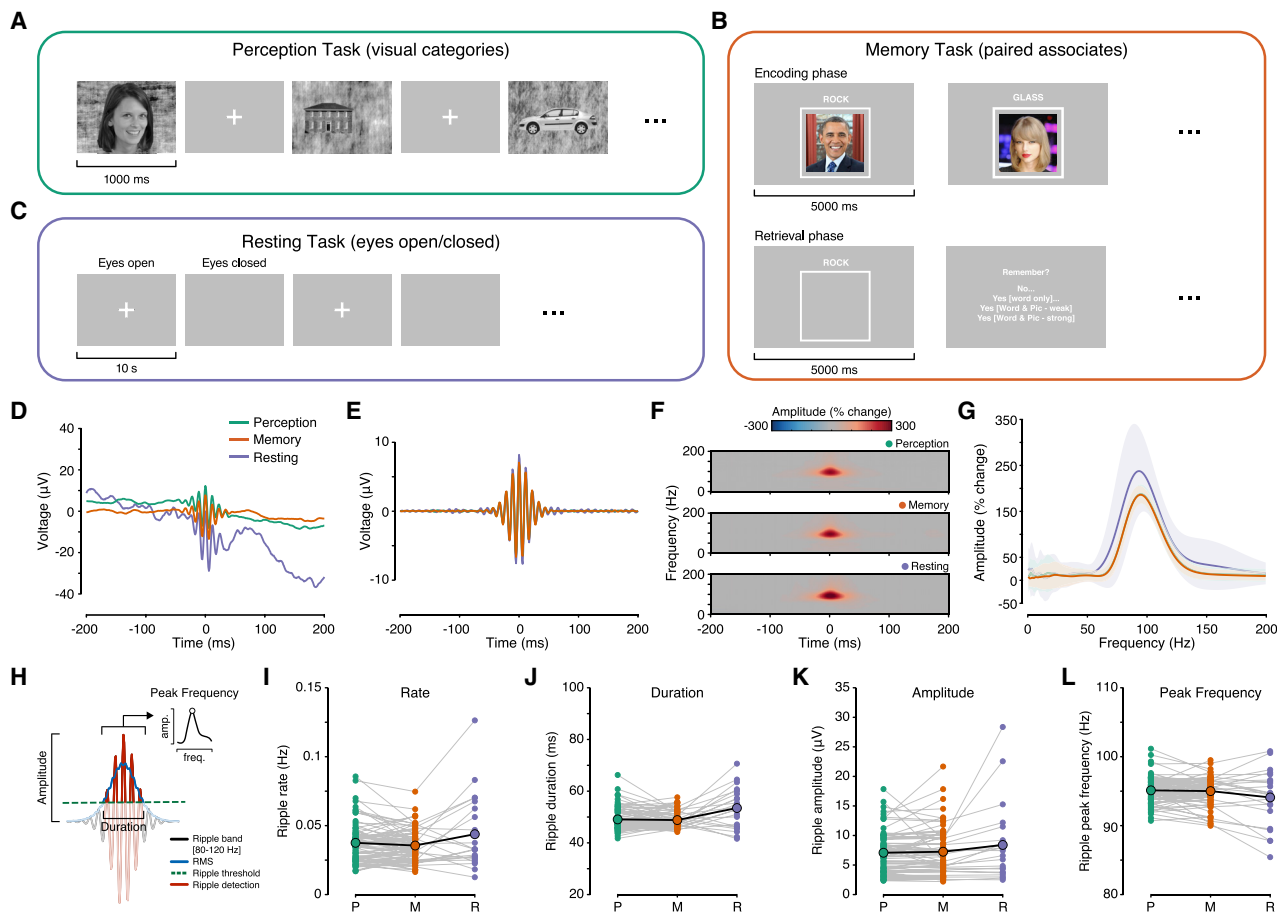 A
Perception Task (visual categories)
1000 ms
B
Memory Task (paired associates)
Encoding phase
ROCK
GLASS
5000 ms
Retrieval phase
ROCK
Remember?
No...
Yes [word only]...
Yes [Word & Pic - weak]
Yes [Word & Pic - strong]
5000 ms
C
Resting Task (eyes open/closed)
Eyes open
Eyes closed
10 s
D
Perception
Memory
Resting
Voltage (µV)
40
20
0
-20
-40
-200
-100
0
100
200
Time (ms)
E
Voltage (µV)
10
0
-10
-200
-100
0
100
200
Time (ms)
F
Amplitude (% change)
-300
300
Perception
200
0
Memory
200
0
Resting
200
0
Frequency (Hz)
-200
-100
0
100
200
Time (ms)
G
Amplitude (% change)
350
250
150
50
-50
0
50
100
150
200
Frequency (Hz)
H
Peak Frequency
amp.
freq.
Amplitude
Duration
Ripple band
[80-120 Hz]
RMS
Ripple threshold
Ripple detection
I
Rate
Ripple rate (Hz)
0.15
0.1
0.05
0
P
M
R
J
Duration
Ripple duration (ms)
100
80
60
40
20
P
M
R
K
Amplitude
Ripple amplitude (µV)
35
30
25
20
15
10
5
0
P
M
R
L
Peak Frequency
Ripple peak frequency (Hz)
110
100
90
80
P
M
R